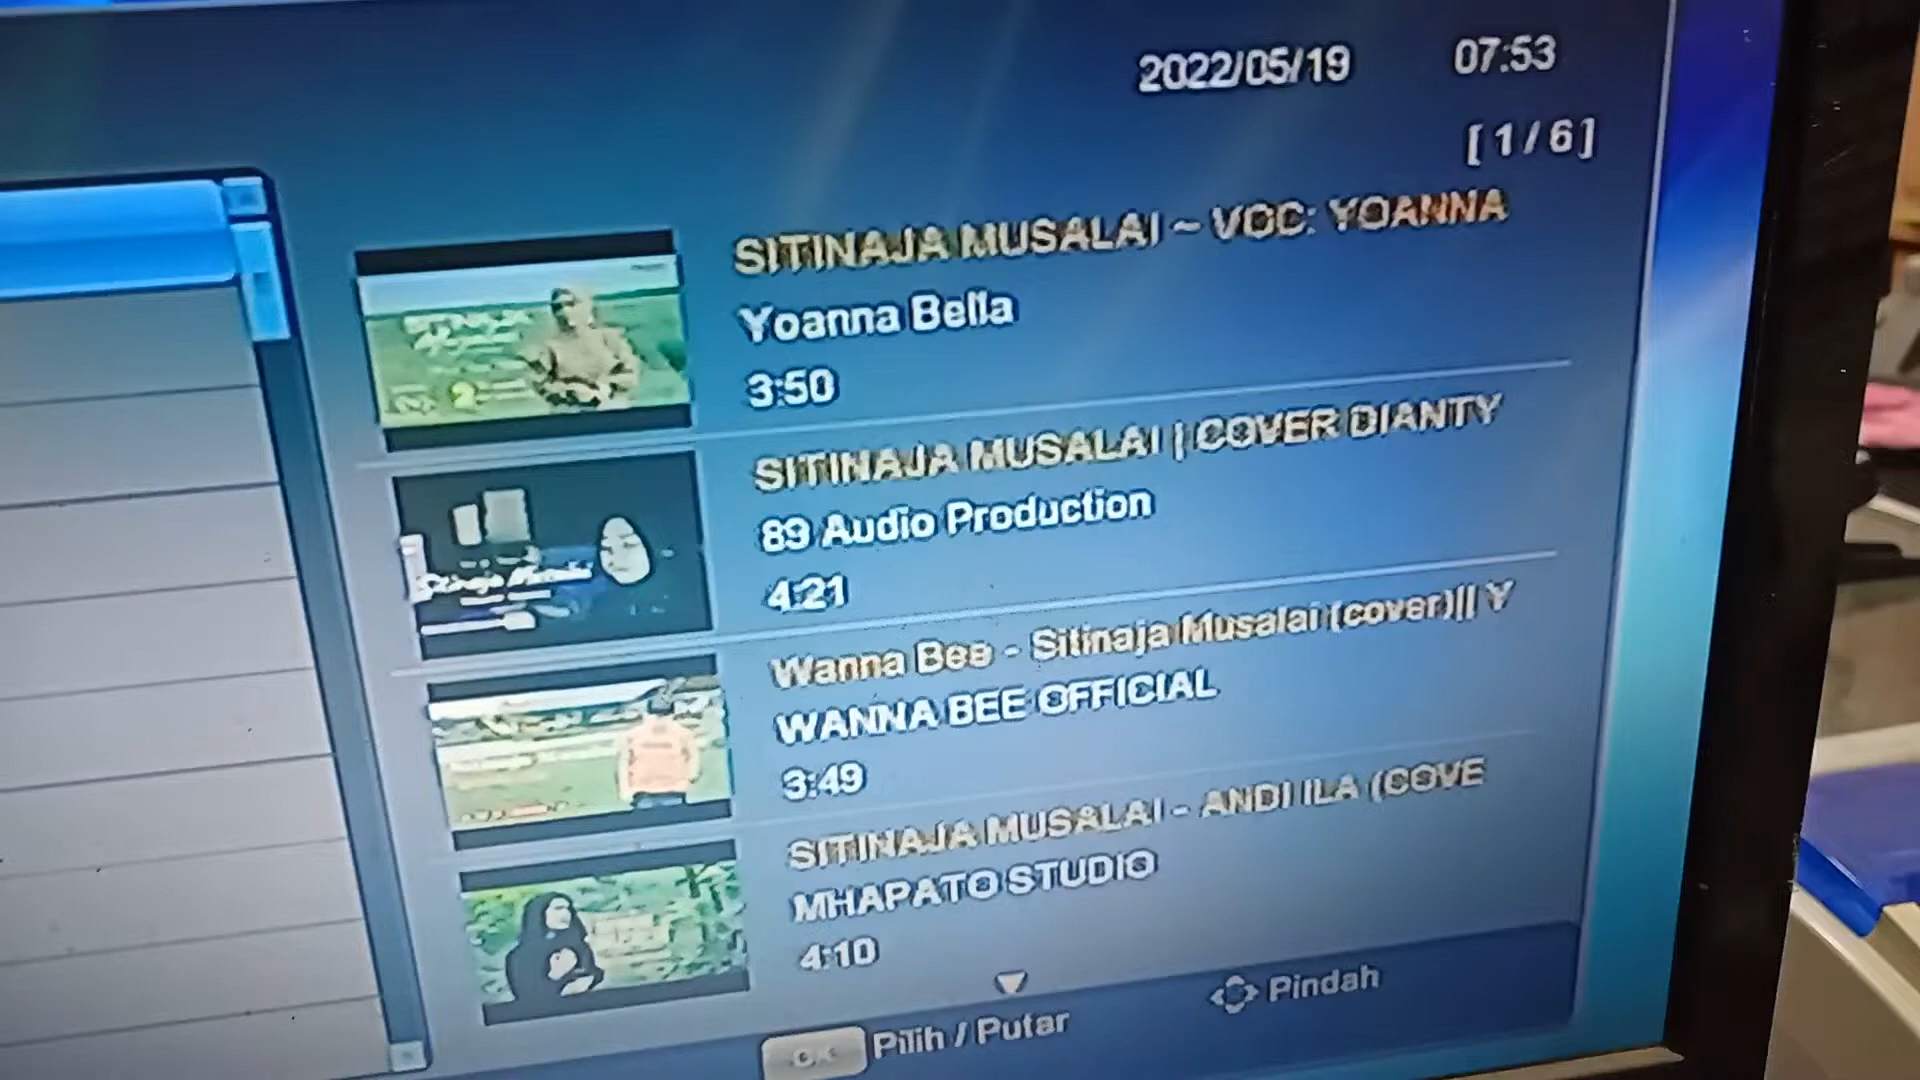 2022/05/19 07:53
[ 1 / 6 ]
SITINAJA MUSALAI ~ VOC: YOANNA
Yoanna Bella
3:50
SITINAJA MUSALAI | COVER DIANTY
89 Audio Production
4:21
Wanna Bee - Sitinaja Musalai (cover)|| Y
WANNA BEE OFFICIAL
3:49
SITINAJA MUSALAI - ANDI ILA (COVE
MHAPATO STUDIO
4:10
OK Pilih / Putar
Pindah